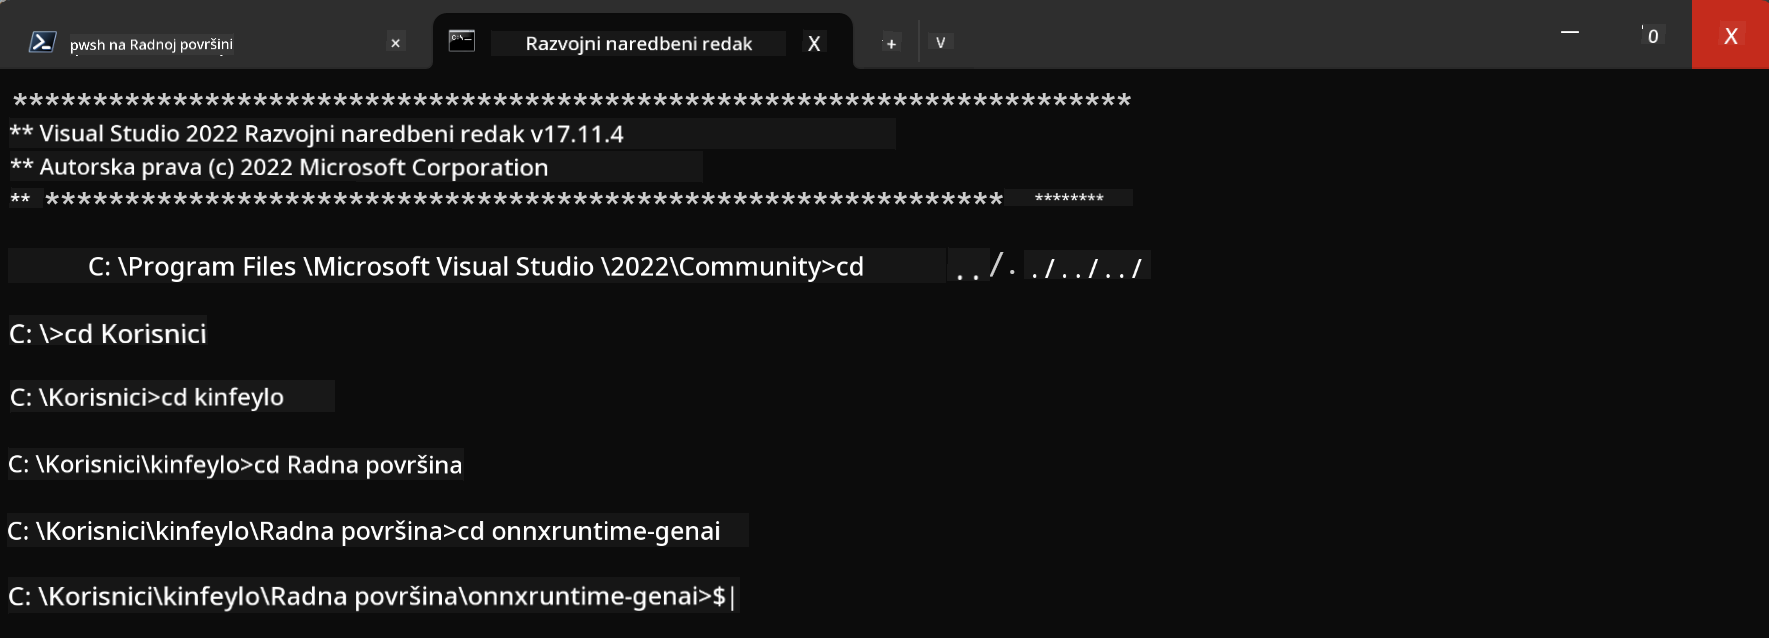 pwsh na Radnoj površini × Razvojni naredbeni redak X + V — 0 X
**********************************************************************
** Visual Studio 2022 Razvojni naredbeni redak v17.11.4
** Autorska prava (c) 2022 Microsoft Corporation
** ************************************************************ ********
C: \Program Files \Microsoft Visual Studio \2022\Community>cd ../. ./../../
C: \>cd Korisnici
C: \Korisnici>cd kinfeylo
C: \Korisnici\kinfeylo>cd Radna površina
C: \Korisnici\kinfeylo\Radna površina>cd onnxruntime-genai
C: \Korisnici\kinfeylo\Radna površina\onnxruntime-genai>$|